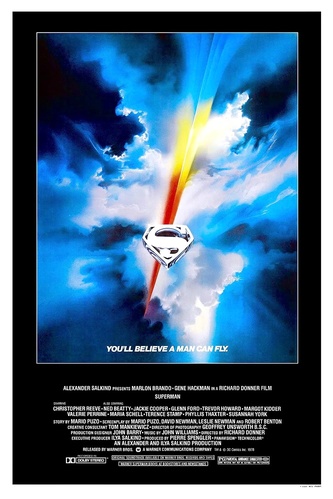 YOU'LL BELIEVE A MAN CAN FLY.
ALEXANDER SALKIND PRESENTS MARLON BRANDO · GENE HACKMAN IN A RICHARD DONNER FILM
SUPERMAN
STARRING
CHRISTOPHER REEVE · NED BEATTY · JACKIE COOPER · GLENN FORD · TREVOR HOWARD · MARGOT KIDDER
VALERIE PERRINE · MARIA SCHELL · TERENCE STAMP · PHYLLIS THAXTER · SUSANNAH YORK
STORY BY MARIO PUZO · SCREENPLAY BY MARIO PUZO, DAVID NEWMAN, LESLIE NEWMAN AND ROBERT BENTON
CREATIVE CONSULTANT TOM MANKIEWICZ · DIRECTOR OF PHOTOGRAPHY GEOFFREY UNSWORTH B.S.C.
PRODUCTION DESIGNER JOHN BARRY · MUSIC BY JOHN WILLIAMS · DIRECTED BY RICHARD DONNER
EXECUTIVE PRODUCER ILYA SALKIND · PRODUCED BY PIERRE SPENGLER · PANAVISION® TECHNICOLOR®
AN ALEXANDER AND ILYA SALKIND PRODUCTION
RELEASED BY WARNER BROS. A WARNER COMMUNICATIONS COMPANY
DOLBY STEREO